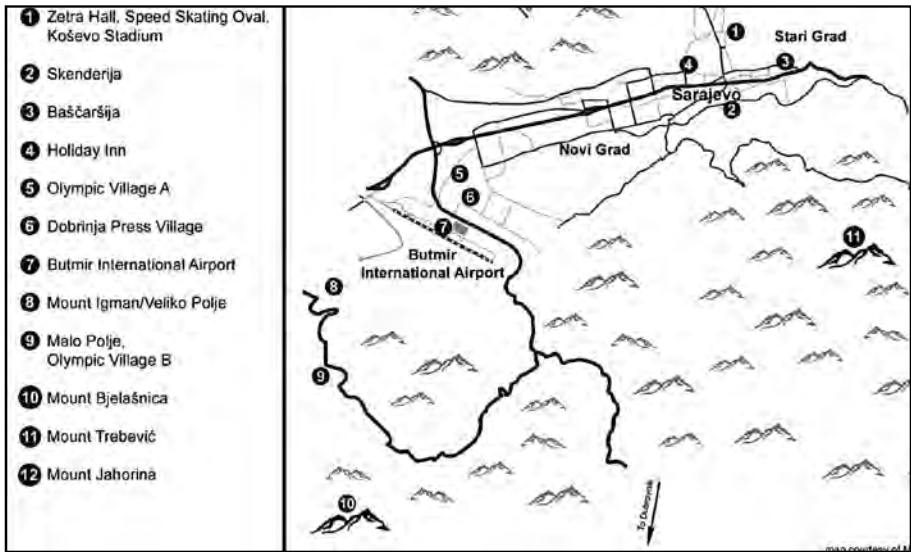 1 Zetra Hall, Speed Skating Oval,
Koševo Stadium
2 Skenderija
3 Baščaršija
4 Holiday Inn
5 Olympic Village A
6 Dobrinja Press Village
7 Butmir International Airport
8 Mount Igman/Veliko Polje
9 Malo Polje,
Olympic Village B
10 Mount Bjelašnica
11 Mount Trebević
12 Mount Jahorina
1
Stari Grad
4
3
Sarajevo
2
Novi Grad
5
6
7
Butmir
International Airport
11
8
9
10
To Dubrovnik
map courtesy of